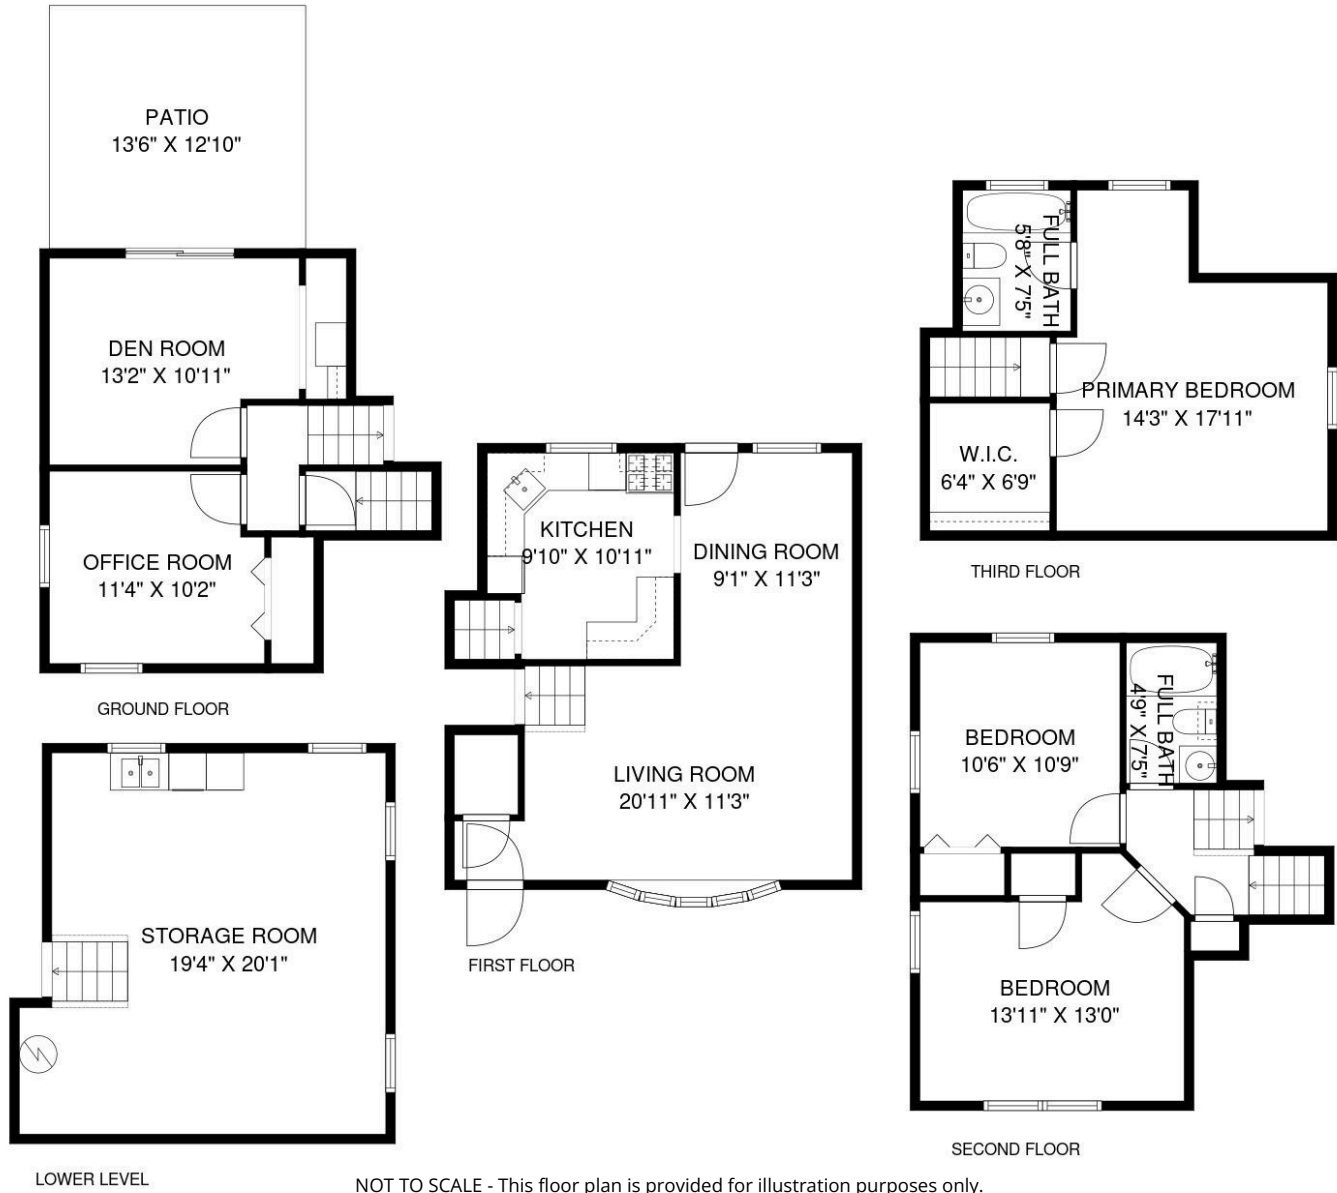 PATIO
13'6" X 12'10"
DEN ROOM
13'2" X 10'11"
OFFICE ROOM
11'4" X 10'2"
GROUND FLOOR
STORAGE ROOM
19'4" X 20'1"
LOWER LEVEL
KITCHEN
9'10" X 10'11"
DINING ROOM
9'1" X 11'3"
LIVING ROOM
20'11" X 11'3"
FIRST FLOOR
FULL BATH
5'8" X 7'5"
PRIMARY BEDROOM
14'3" X 17'11"
W.I.C.
6'4" X 6'9"
THIRD FLOOR
BEDROOM
10'6" X 10'9"
FULL BATH
4'9" X 7'5"
BEDROOM
13'11" X 13'0"
SECOND FLOOR
NOT TO SCALE - This floor plan is provided for illustration purposes only.